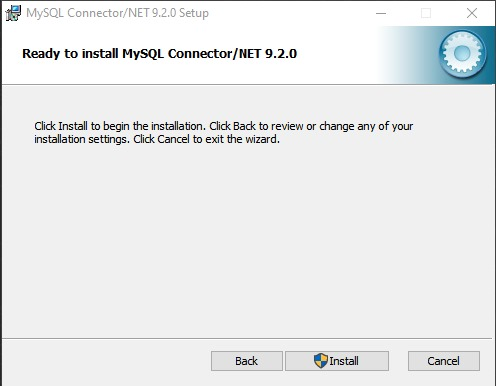 MySQL Connector/NET 9.2.0 Setup
Ready to install MySQL Connector/NET 9.2.0
Click Install to begin the installation. Click Back to review or change any of your
installation settings. Click Cancel to exit the wizard.
Back
Install
Cancel